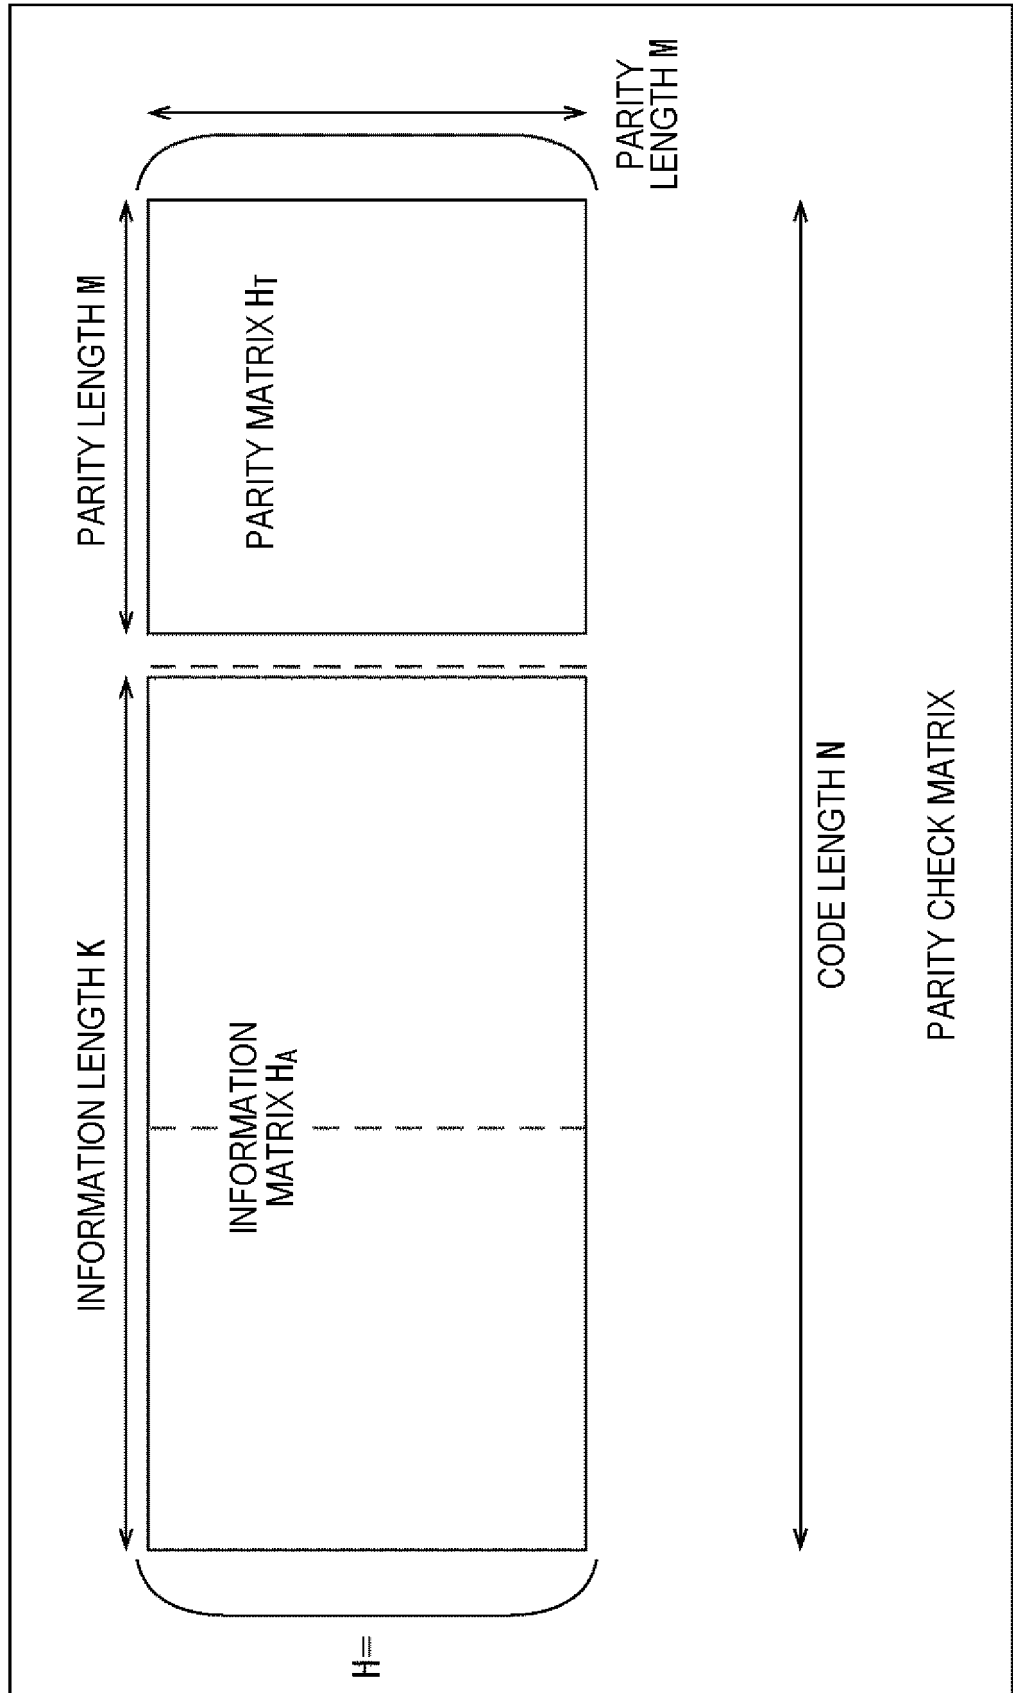 INFORMATION LENGTH K
PARITY LENGTH M
H=
INFORMATION
MATRIX HA
PARITY MATRIX HT
PARITY
LENGTH M
CODE LENGTH N
PARITY CHECK MATRIX